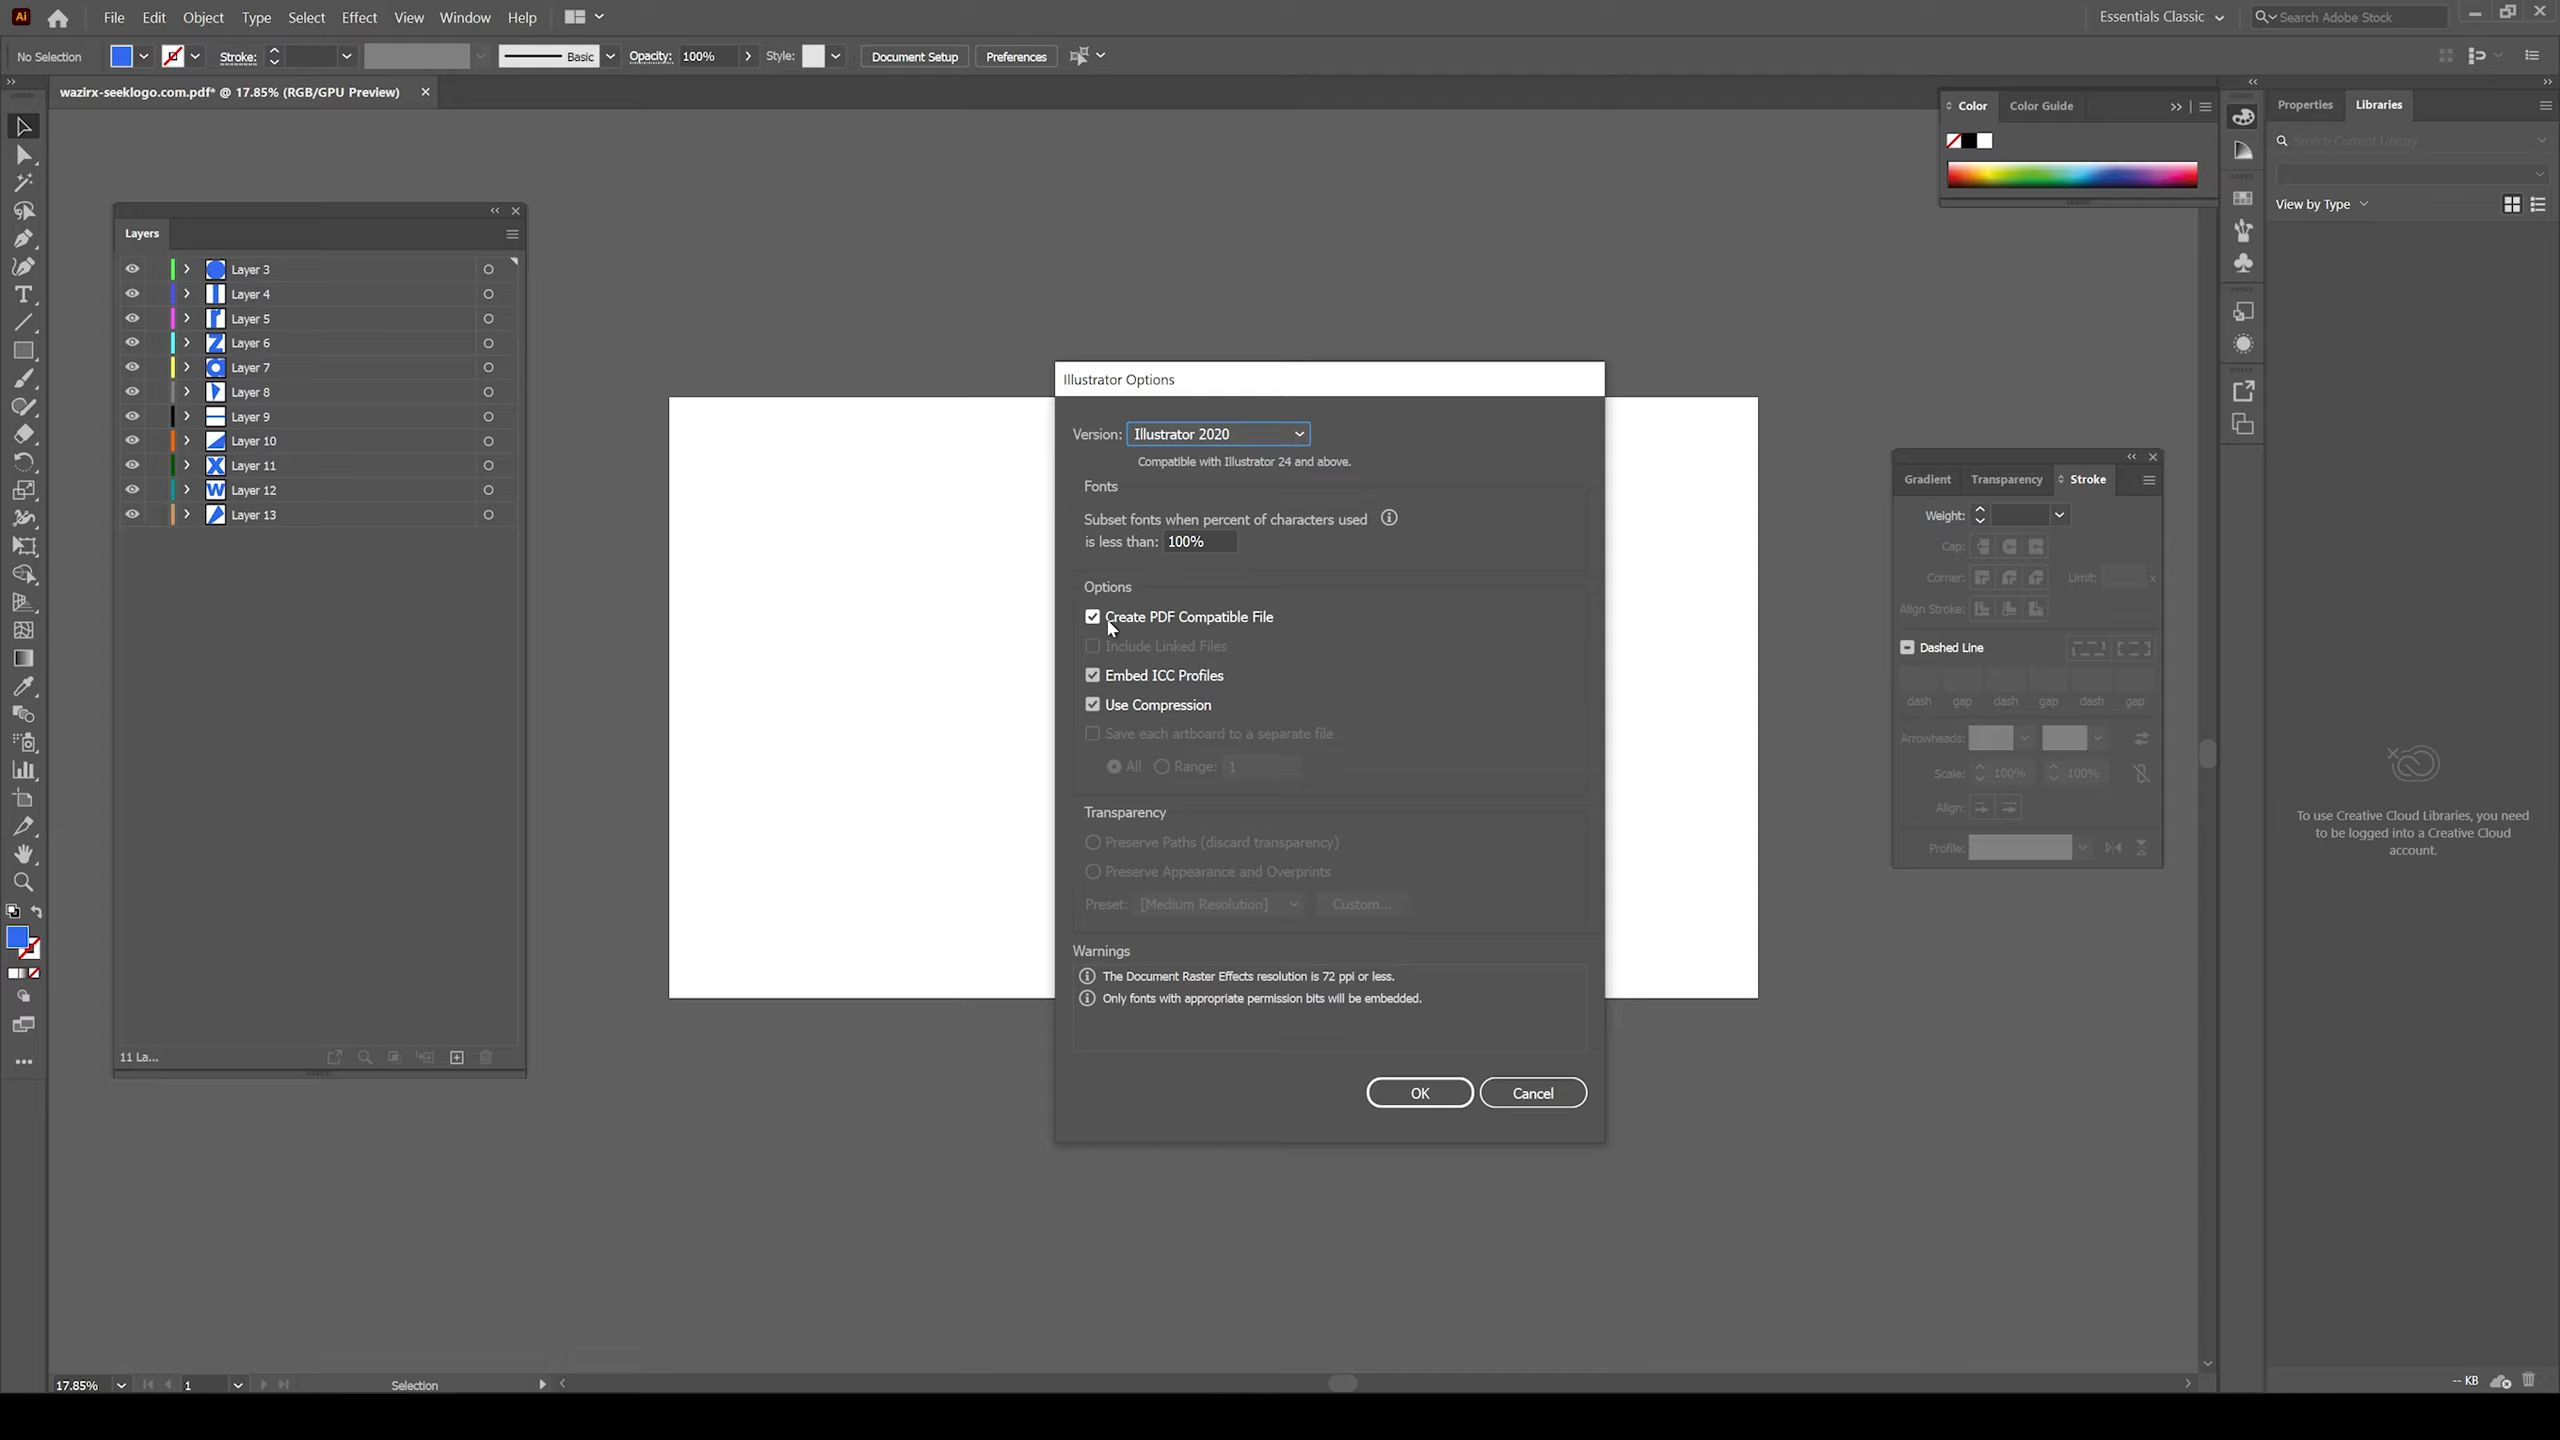 Ai File Edit Object Type Select Effect View Window Help Essentials Classic Search Adobe Stock
No Selection Stroke: Basic Opacity: 100% Style: Document Setup Preferences
wazirx-seeklogo.com.pdf* @ 17.85% (RGB/GPU Preview)
Color Color Guide
Properties Libraries
Search Current Library
View by Type
Layers
Layer 3
Layer 4
Layer 5
Layer 6
Layer 7
Layer 8
Layer 9
Layer 10
Layer 11
Layer 12
Layer 13
11 La...
Illustrator Options
Version: Illustrator 2020
Compatible with Illustrator 24 and above.
Fonts
Subset fonts when percent of characters used
is less than: 100%
Options
Create PDF Compatible File
Include Linked Files
Embed ICC Profiles
Use Compression
Save each artboard to a separate file
All Range: 1
Transparency
Preserve Paths (discard transparency)
Preserve Appearance and Overprints
Preset: [Medium Resolution] Custom...
Warnings
The Document Raster Effects resolution is 72 ppi or less.
Only fonts with appropriate permission bits will be embedded.
OK Cancel
Gradient Transparency Stroke
Weight:
Cap:
Corner: Limit: x
Align Stroke:
Dashed Line
dash gap dash gap dash gap
Arrowheads:
Scale: 100% 100%
Align:
Profile:
To use Creative Cloud Libraries, you need
to be logged into a Creative Cloud
account.
17.85% 1 Selection
-- KB